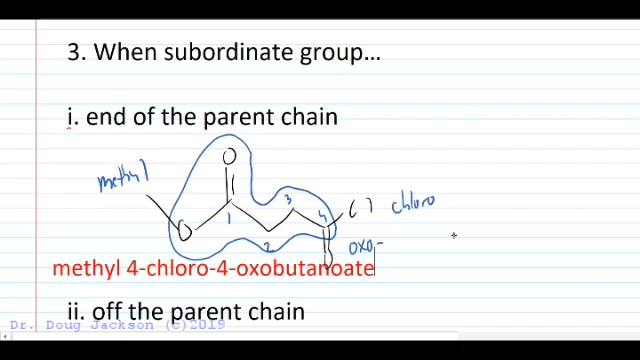 3. When subordinate group...
i. end of the parent chain
methyl
O
O
1
2
3
4
Cl
chloro
oxo-
O
methyl 4-chloro-4-oxobutanoate
ii. off the parent chain
Dr. Doug Jackson (c)2019